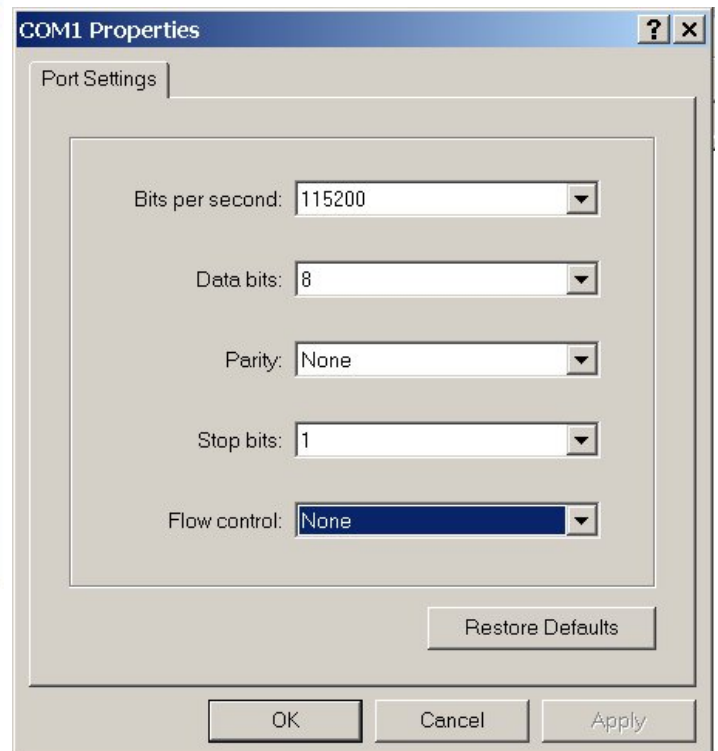 COM1 Properties
Port Settings
Bits per second: 115200
Data bits: 8
Parity: None
Stop bits: 1
Flow control: None
Restore Defaults
OK Cancel Apply